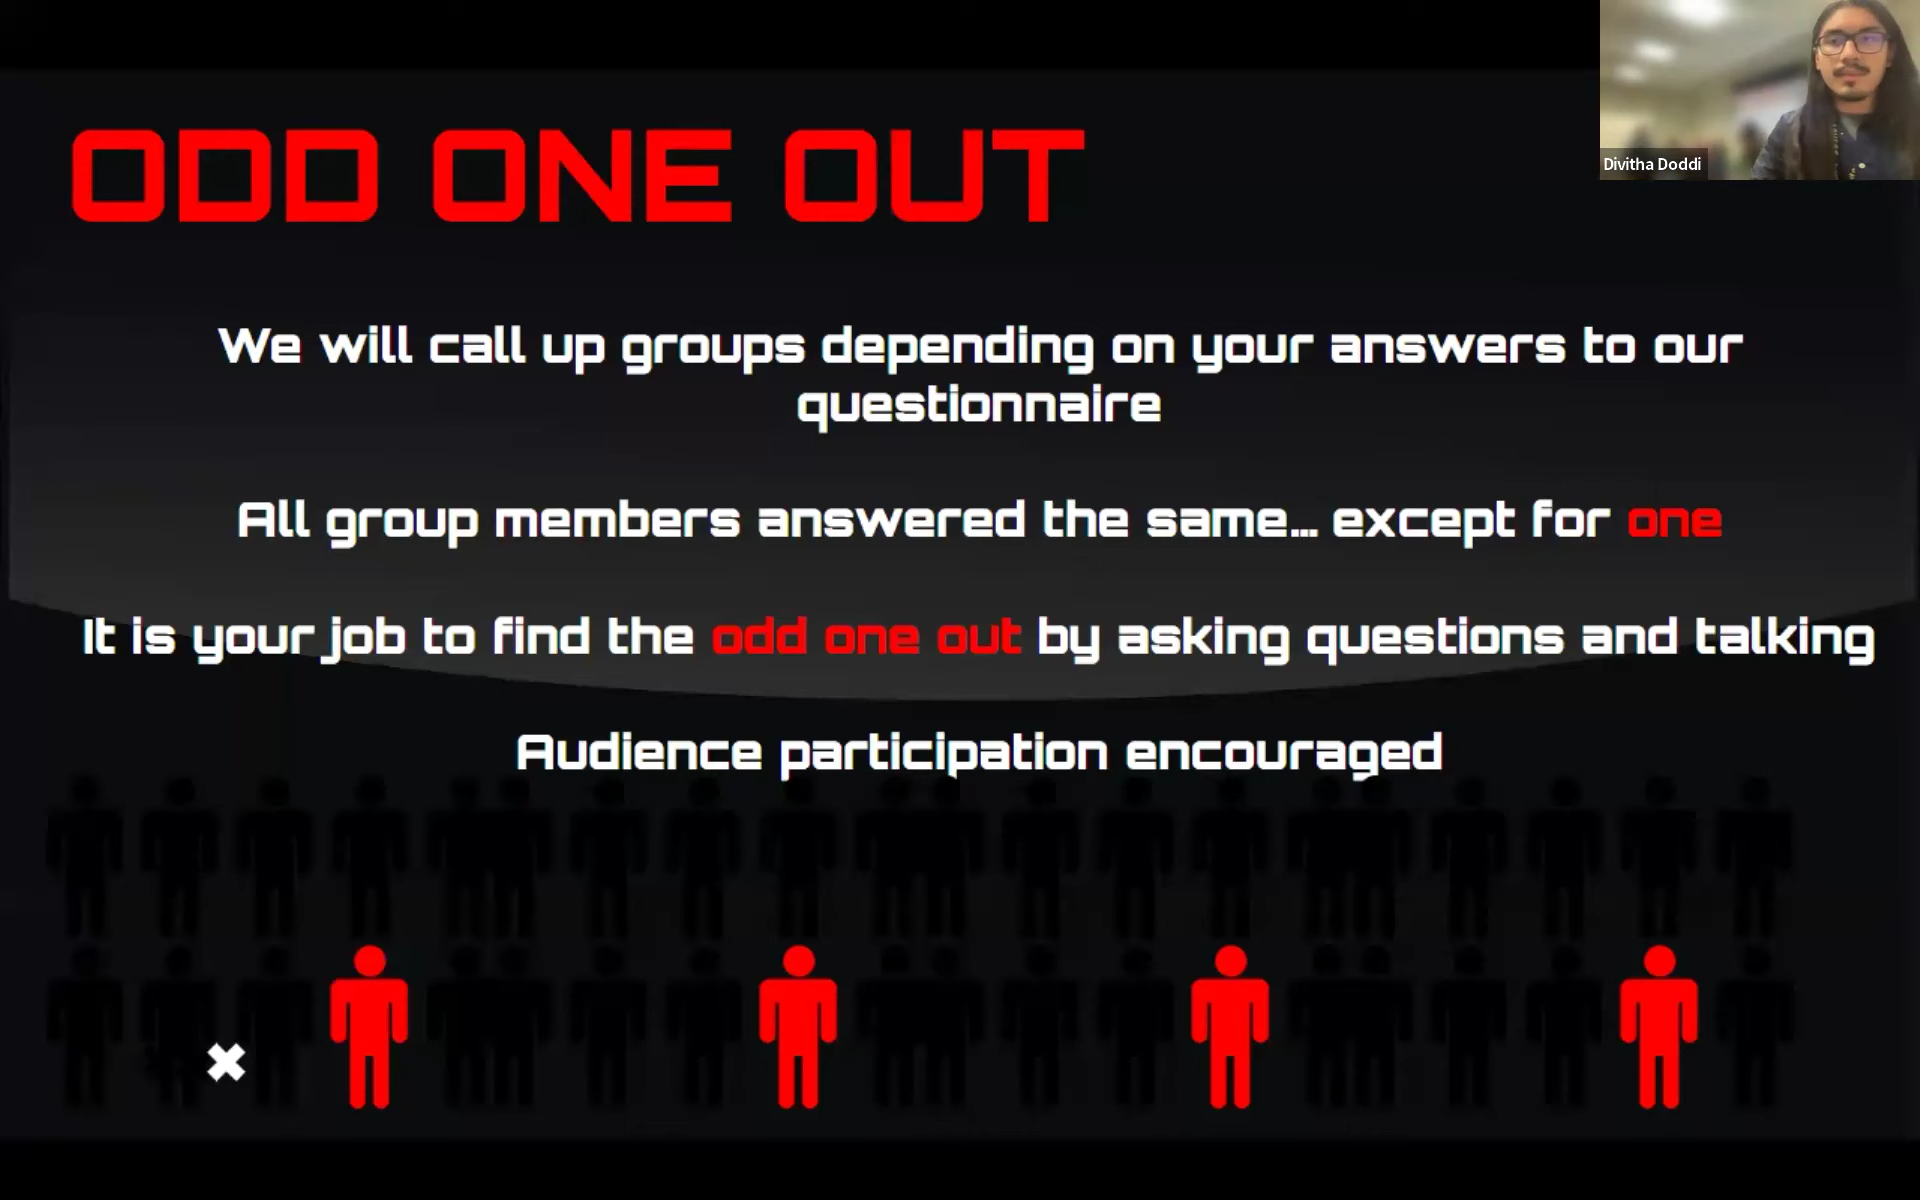 ODD ONE OUT
Divitha Doddi
We will call up groups depending on your answers to our
questionnaire
All group members answered the same... except for one
It is your job to find the odd one out by asking questions and talking
Audience participation encouraged